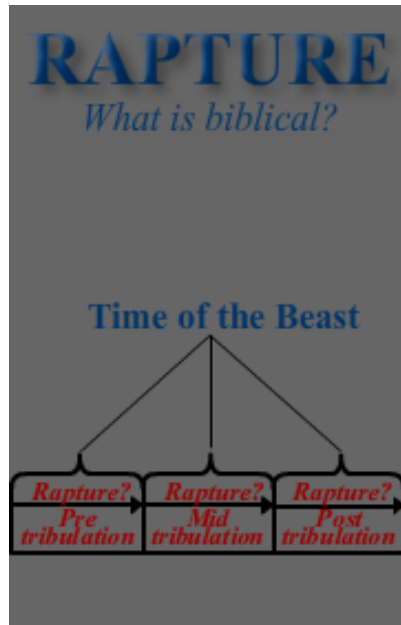 RAPTURE
What is biblical?
Time of the Beast
Rapture? Rapture? Rapture?
Pre Mid Post
tribulation tribulation tribulation